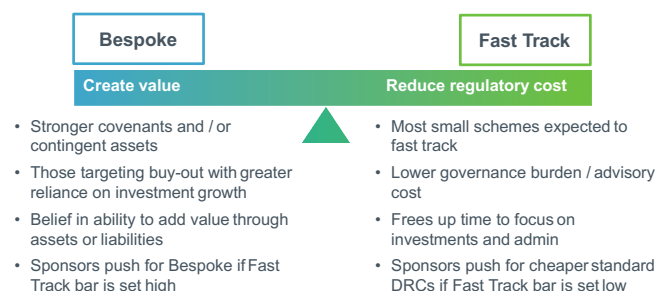 Bespoke
Fast Track
Create value
Reduce regulatory cost
• Stronger covenants and / or
contingent assets
• Those targeting buy-out with greater
reliance on investment growth
• Belief in ability to add value through
assets or liabilities
• Sponsors push for Bespoke if Fast
Track bar is set high
• Most small schemes expected to
fast track
• Lower governance burden / advisory
cost
• Frees up time to focus on
investments and admin
• Sponsors push for cheaper standard
DRCs if Fast Track bar is set low